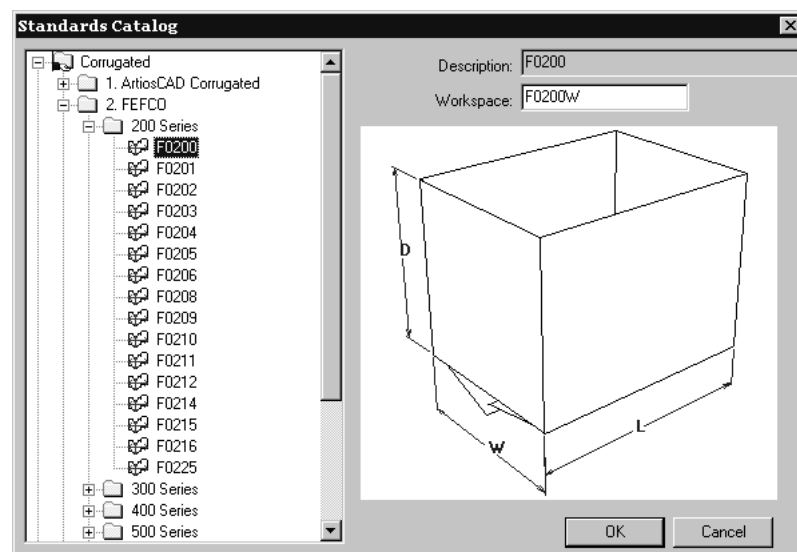 Standards Catalog
Corrugated
1. ArtiosCAD Corrugated
2. FEFCO
200 Series
F0200
F0201
F0202
F0203
F0204
F0205
F0206
F0208
F0209
F0210
F0211
F0212
F0214
F0215
F0216
F0225
300 Series
400 Series
500 Series
Description: F0200
Workspace: F0200W
D
W
L
OK Cancel